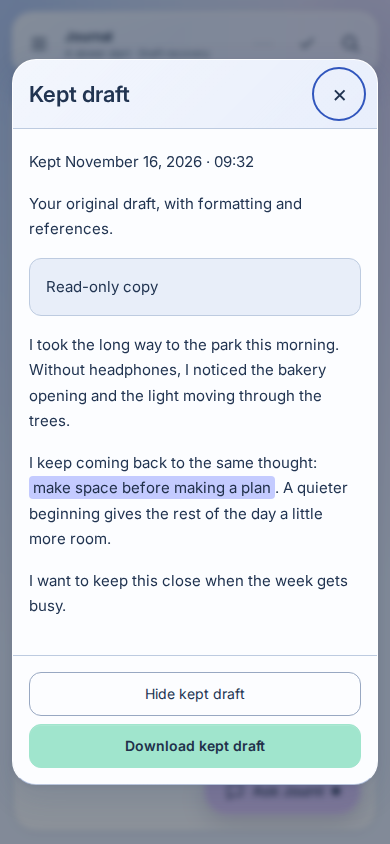 Journal
Kept draft
Kept November 16, 2026 · 09:32
Your original draft, with formatting and
references.
Read-only copy
I took the long way to the park this morning.
Without headphones, I noticed the bakery
opening and the light moving through the
trees.
I keep coming back to the same thought:
make space before making a plan. A quieter
beginning gives the rest of the day a little
more room.
I want to keep this close when the week gets
busy.
Hide kept draft
Download kept draft